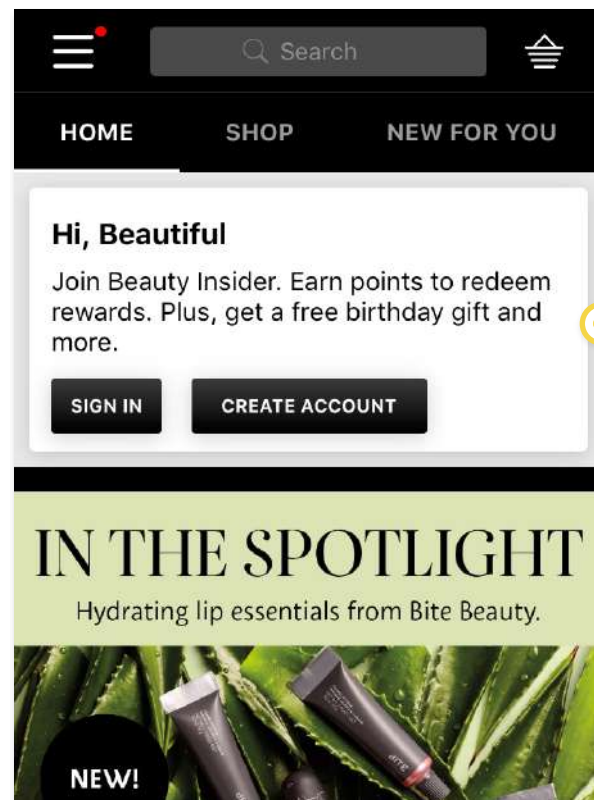 Search
HOME SHOP NEW FOR YOU
Hi, Beautiful
Join Beauty Insider. Earn points to redeem
rewards. Plus, get a free birthday gift and
more.
SIGN IN CREATE ACCOUNT
IN THE SPOTLIGHT
Hydrating lip essentials from Bite Beauty.
NEW!